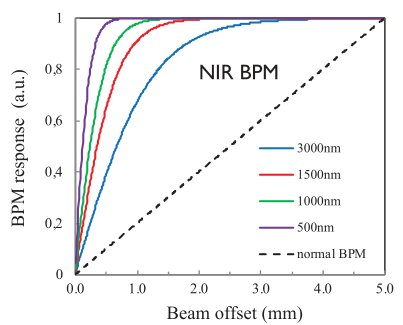 1
0,8
0,6
0,4
0,2
0
BPM response (a.u.)
NIR BPM
3000nm
1500nm
1000nm
500nm
normal BPM
0.0 1.0 2.0 3.0 4.0 5.0
Beam offset (mm)